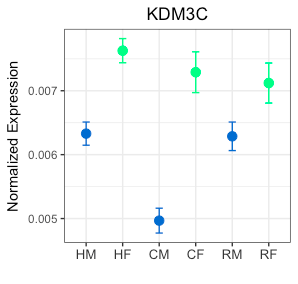 KDM3C
Normalized Expression
0.007
0.006
0.005
HM HF CM CF RM RF